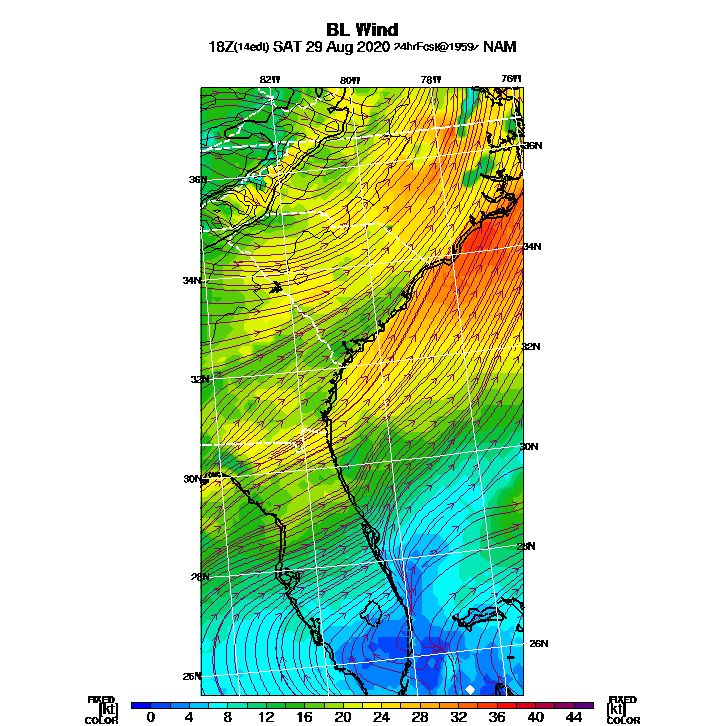 BL Wind
18Z(14edt) SAT 29 Aug 2020 24hrFcst@1959z NAM
82W 80W 78W 76W
36N
36N
34N
34N
32N
32N
30N
30N
28N
28N
26N
26N
FIXED FIXED
[kt] 0 4 8 12 16 20 24 28 32 36 40 44 [kt]
COLOR COLOR